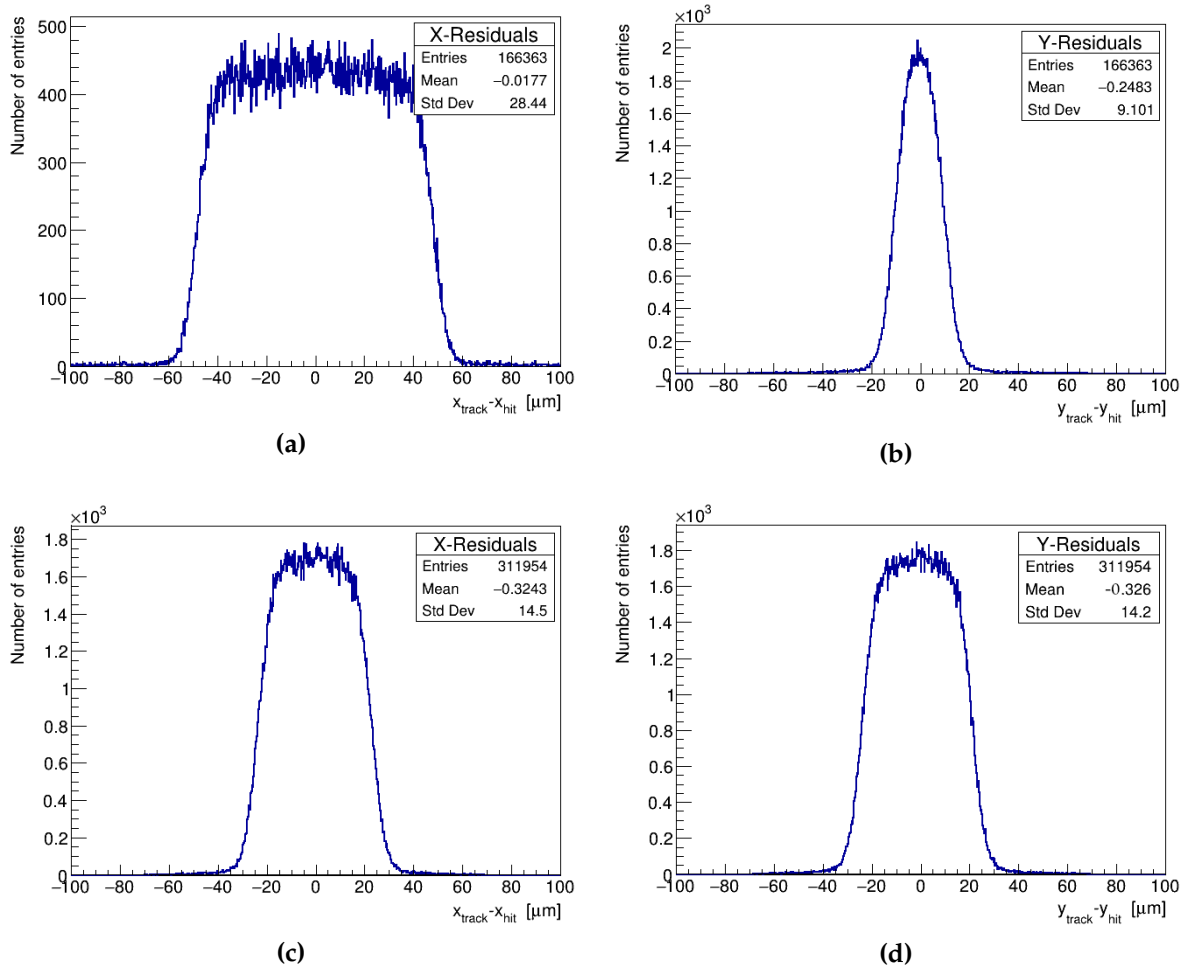 X-Residuals
Entries 166363
Mean −0.0177
Std Dev 28.44
Number of entries
500
400
300
200
100
0
−100 −80 −60 −40 −20 0 20 40 60 80 100
x_track-x_hit [μm]
(a)
×10³
Y-Residuals
Entries 166363
Mean −0.2483
Std Dev 9.101
Number of entries
2.2
2
1.8
1.6
1.4
1.2
1
0.8
0.6
0.4
0.2
0
−100 −80 −60 −40 −20 0 20 40 60 80 100
y_track-y_hit [μm]
(b)
×10³
X-Residuals
Entries 311954
Mean −0.3243
Std Dev 14.5
Number of entries
1.8
1.6
1.4
1.2
1
0.8
0.6
0.4
0.2
0
−100 −80 −60 −40 −20 0 20 40 60 80 100
x_track-x_hit [μm]
(c)
×10³
Y-Residuals
Entries 311954
Mean -0.326
Std Dev 14.2
Number of entries
1.8
1.6
1.4
1.2
1
0.8
0.6
0.4
0.2
0
−100 −80 −60 −40 −20 0 20 40 60 80 100
y_track-y_hit [μm]
(d)